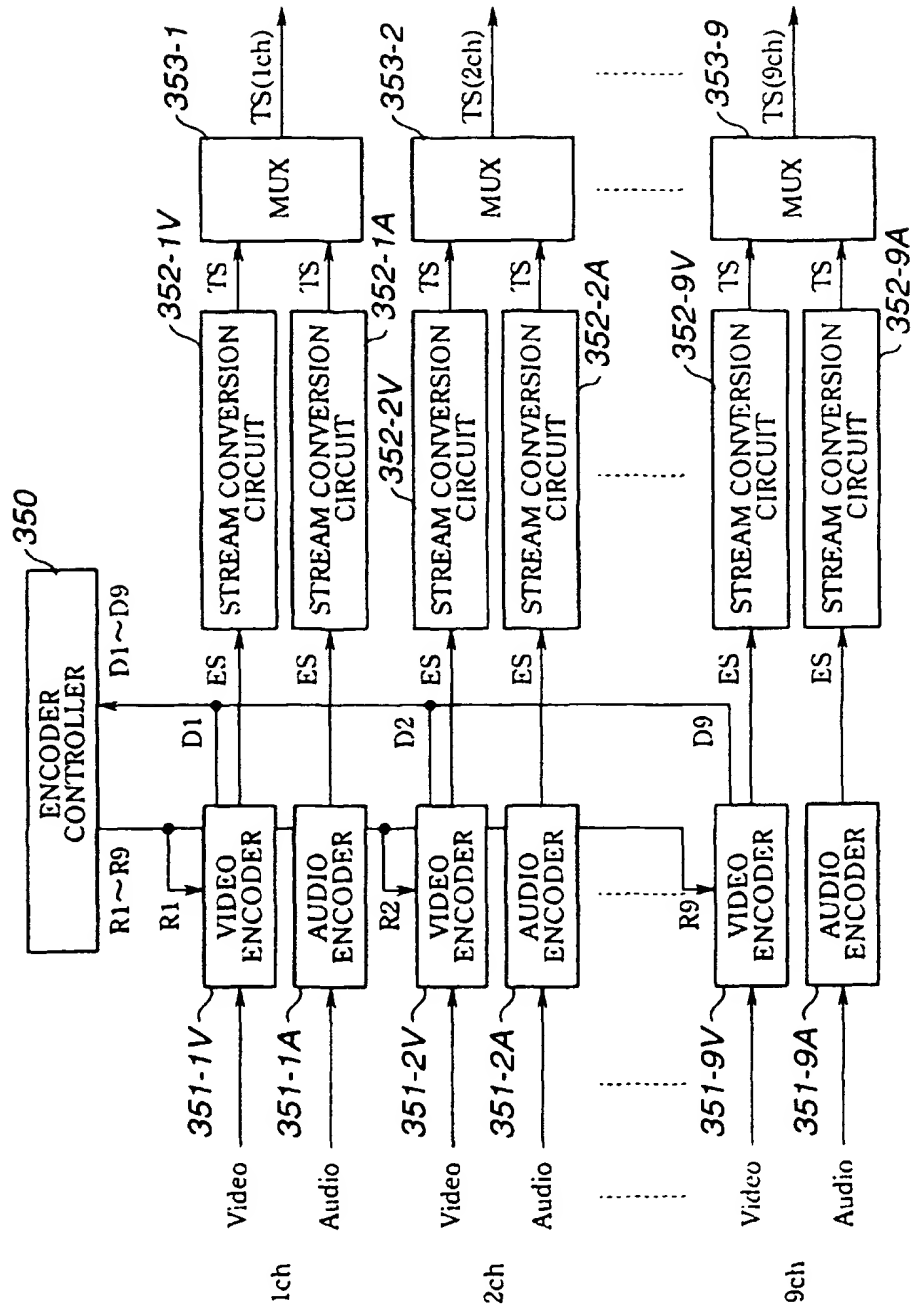 350
ENCODER
CONTROLLER
R1~R9
D1~D9
1ch
Video
351-1V
R1
VIDEO
ENCODER
D1
ES
352-1V
STREAM CONVERSION
CIRCUIT
TS
353-1
MUX
TS(1ch)
Audio
351-1A
AUDIO
ENCODER
ES
352-1A
STREAM CONVERSION
CIRCUIT
TS
2ch
Video
351-2V
R2
VIDEO
ENCODER
D2
ES
352-2V
STREAM CONVERSION
CIRCUIT
TS
353-2
MUX
TS(2ch)
Audio
351-2A
AUDIO
ENCODER
ES
352-2A
STREAM CONVERSION
CIRCUIT
TS
9ch
Video
351-9V
R9
VIDEO
ENCODER
D9
ES
352-9V
STREAM CONVERSION
CIRCUIT
TS
353-9
MUX
TS(9ch)
Audio
351-9A
AUDIO
ENCODER
ES
352-9A
STREAM CONVERSION
CIRCUIT
TS